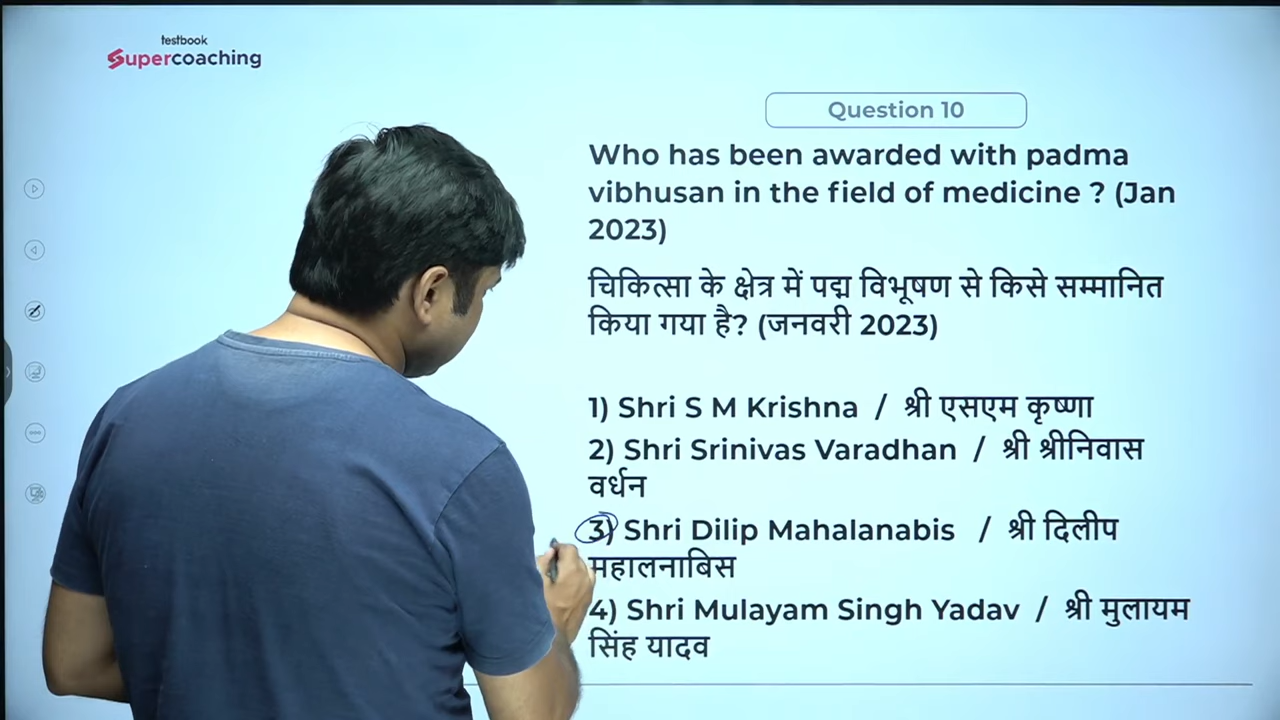 testbook
Supercoaching
Question 10
Who has been awarded with padma
vibhusan in the field of medicine ? (Jan
2023)
चिकित्सा के क्षेत्र में पद्म विभूषण से किसे सम्मानित
किया गया है? (जनवरी 2023)
1) Shri S M Krishna / श्री एसएम कृष्णा
2) Shri Srinivas Varadhan / श्री श्रीनिवास
वर्धन
3) Shri Dilip Mahalanabis / श्री दिलीप
महालनाबिस
4) Shri Mulayam Singh Yadav / श्री मुलायम
सिंह यादव